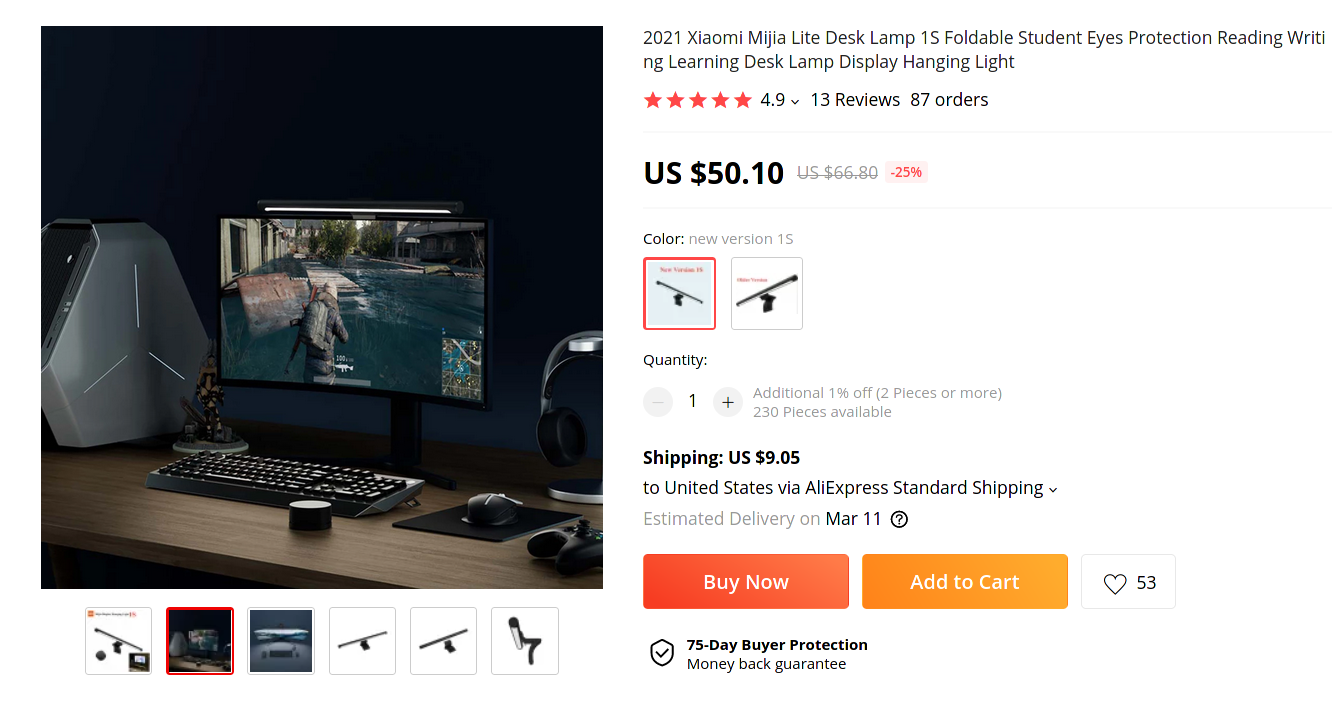 2021 Xiaomi Mijia Lite Desk Lamp 1S Foldable Student Eyes Protection Reading Writi
ng Learning Desk Lamp Display Hanging Light
4.9 13 Reviews 87 orders
US $50.10 US $66.80 -25%
Color: new version 1S
New Version 1S
Quantity:
1
Additional 1% off (2 Pieces or more)
230 Pieces available
Shipping: US $9.05
to United States via AliExpress Standard Shipping
Estimated Delivery on Mar 11
Buy Now
Add to Cart
53
75-Day Buyer Protection
Money back guarantee